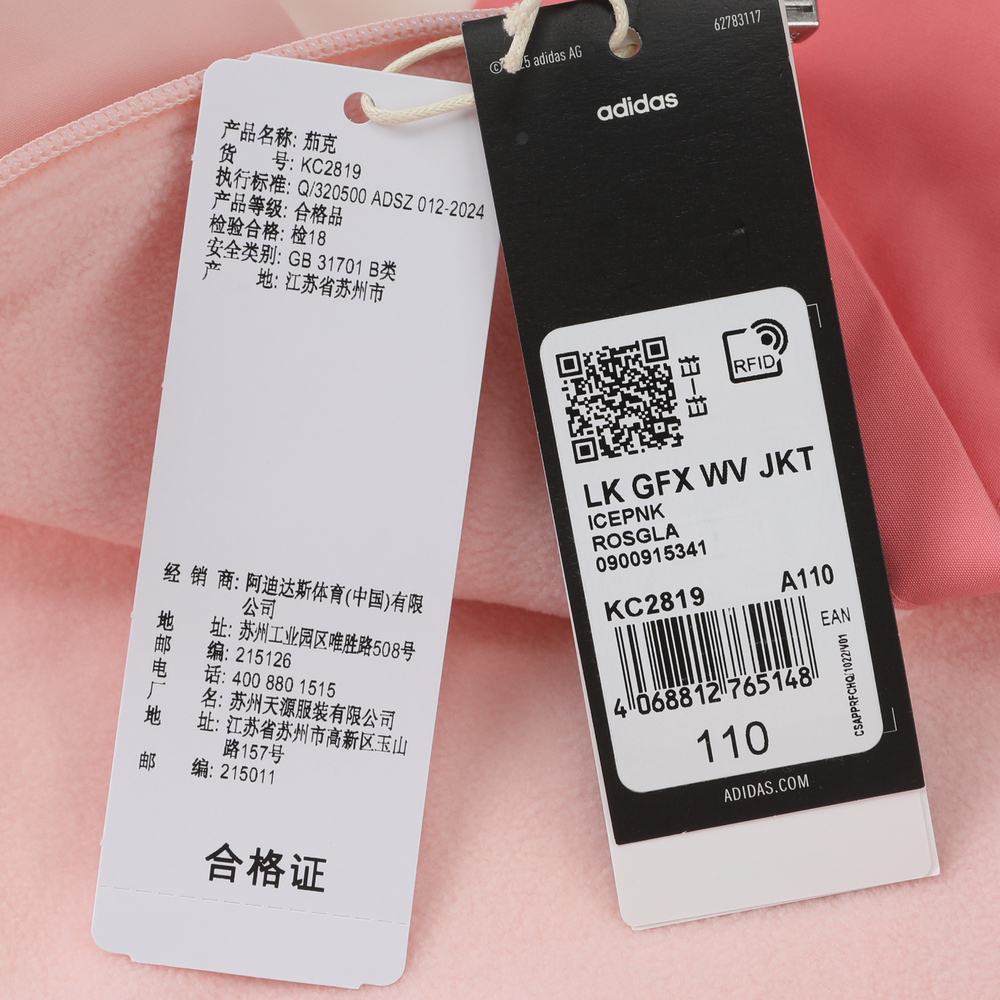 产品名称: 茄克
货 号: KC2819
执行标准: Q/320500 ADSZ 012-2024
产品等级: 合格品
检验合格: 检18
安全类别: GB 31701 B类
产 地: 江苏省苏州市
经 销 商: 阿迪达斯体育(中国)有限
公司
地 址: 苏州工业园区唯胜路508号
邮 编: 215126
电 话: 400 880 1515
厂 名: 苏州天源服装有限公司
地 址: 江苏省苏州市高新区玉山
路157号
邮 编: 215011
合格证
62783117
adidas AG
adidas
扫一扫
RFID
LK GFX WV JKT
ICEPNK
ROSGLA
0900915341
KC2819 A110
EAN
4 068812 765148
CSAPPRFCHQ/1022/V01
110
ADIDAS.COM